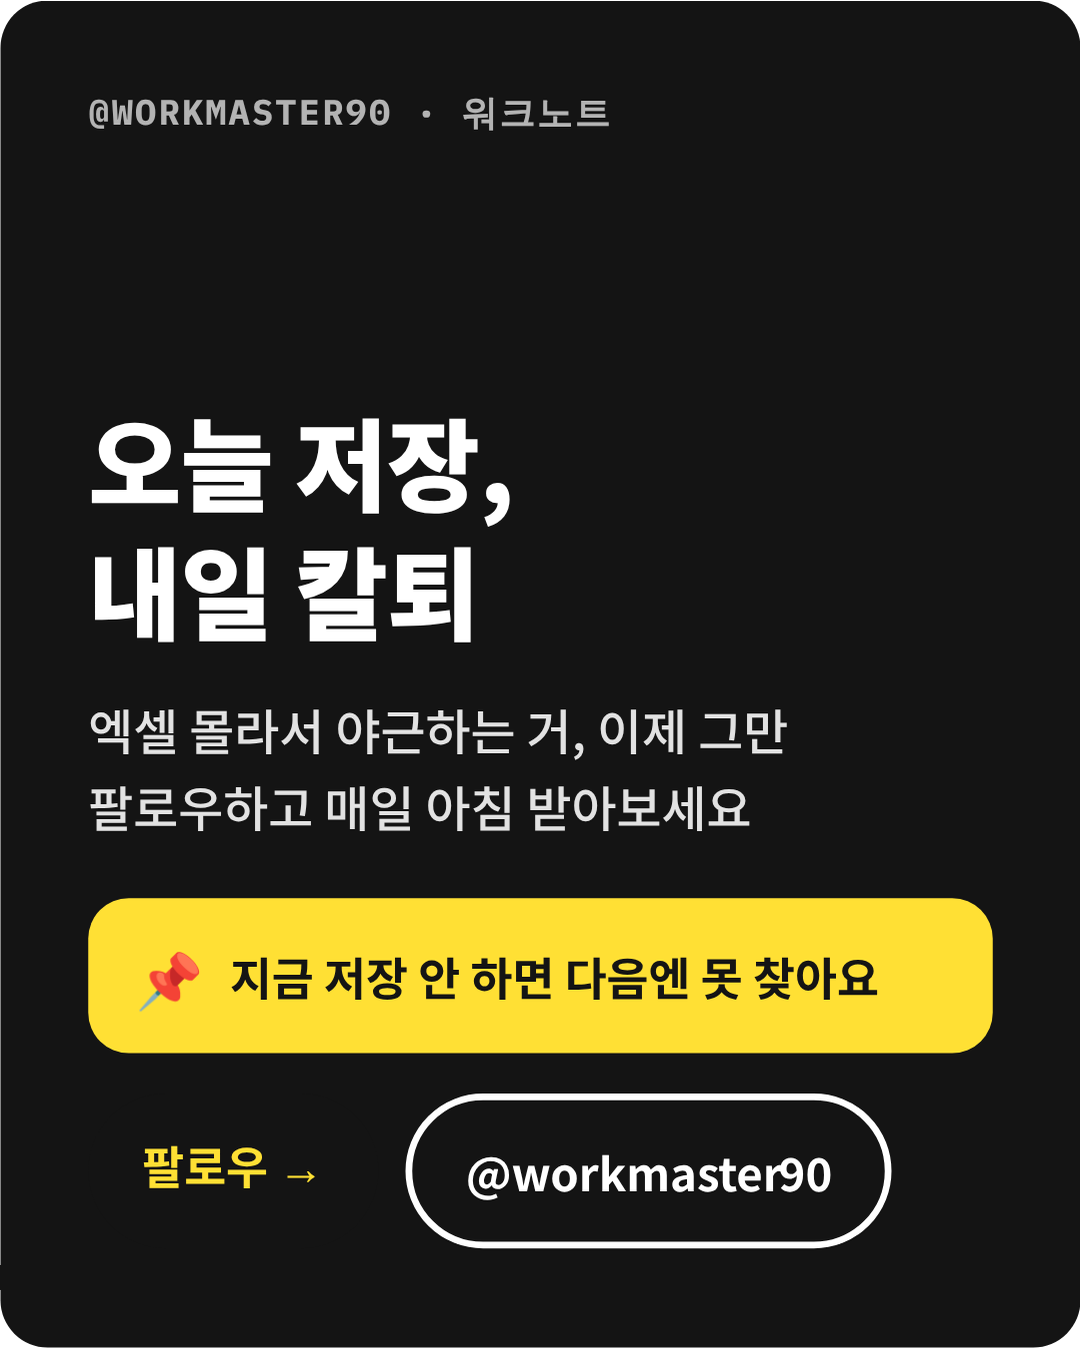 @WORKMASTER90 · 워크노트
오늘 저장,
내일 칼퇴
엑셀 몰라서 야근하는 거, 이제 그만
팔로우하고 매일 아침 받아보세요
📌 지금 저장 안 하면 다음엔 못 찾아요
팔로우 →
@workmaster90